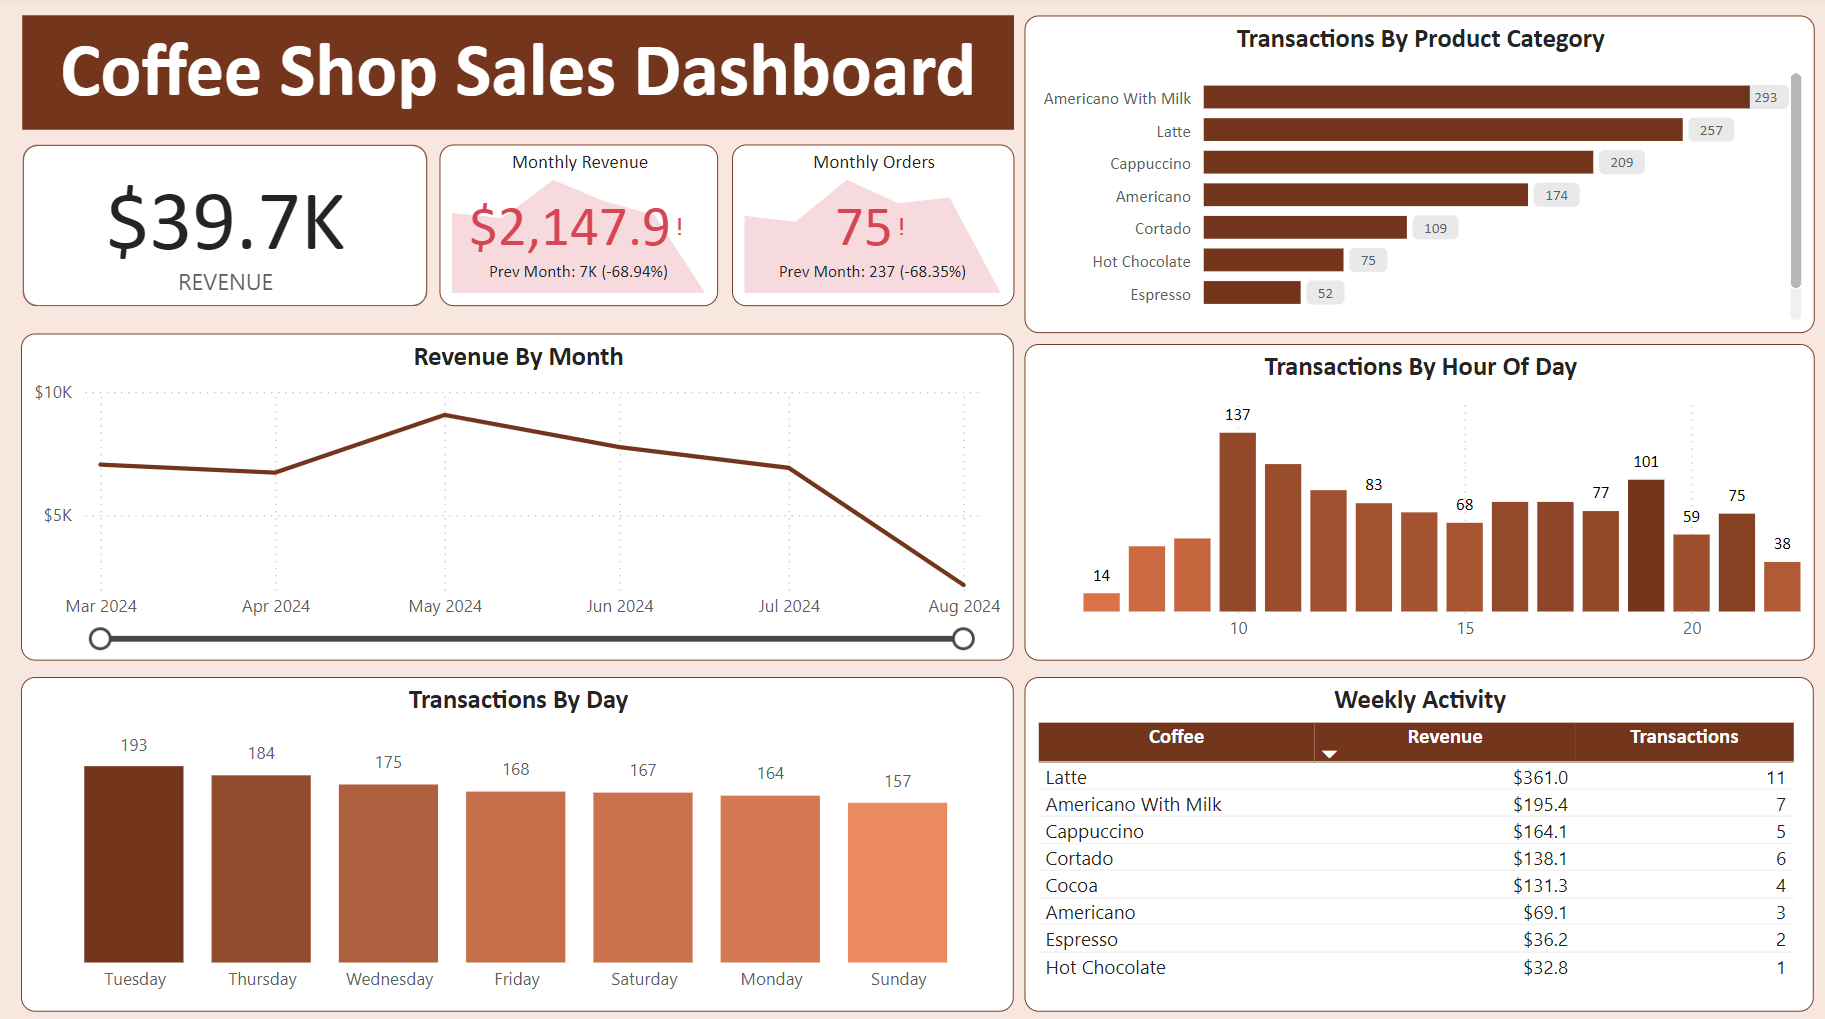 Coffee Shop Sales Dashboard
$39.7K
REVENUE
Monthly Revenue
$2,147.9!
Prev Month: 7K (-68.94%)
Monthly Orders
75!
Prev Month: 237 (-68.35%)
Transactions By Product Category
Americano With Milk 293
Latte 257
Cappuccino 209
Americano 174
Cortado 109
Hot Chocolate 75
Espresso 52
Revenue By Month
$10K
$5K
Mar 2024 Apr 2024 May 2024 Jun 2024 Jul 2024 Aug 2024
Transactions By Hour Of Day
14 137 83 68 77 101 59 75 38
10 15 20
Transactions By Day
193 184 175 168 167 164 157
Tuesday Thursday Wednesday Friday Saturday Monday Sunday
Weekly Activity
Coffee Revenue Transactions
Latte $361.0 11
Americano With Milk $195.4 7
Cappuccino $164.1 5
Cortado $138.1 6
Cocoa $131.3 4
Americano $69.1 3
Espresso $36.2 2
Hot Chocolate $32.8 1